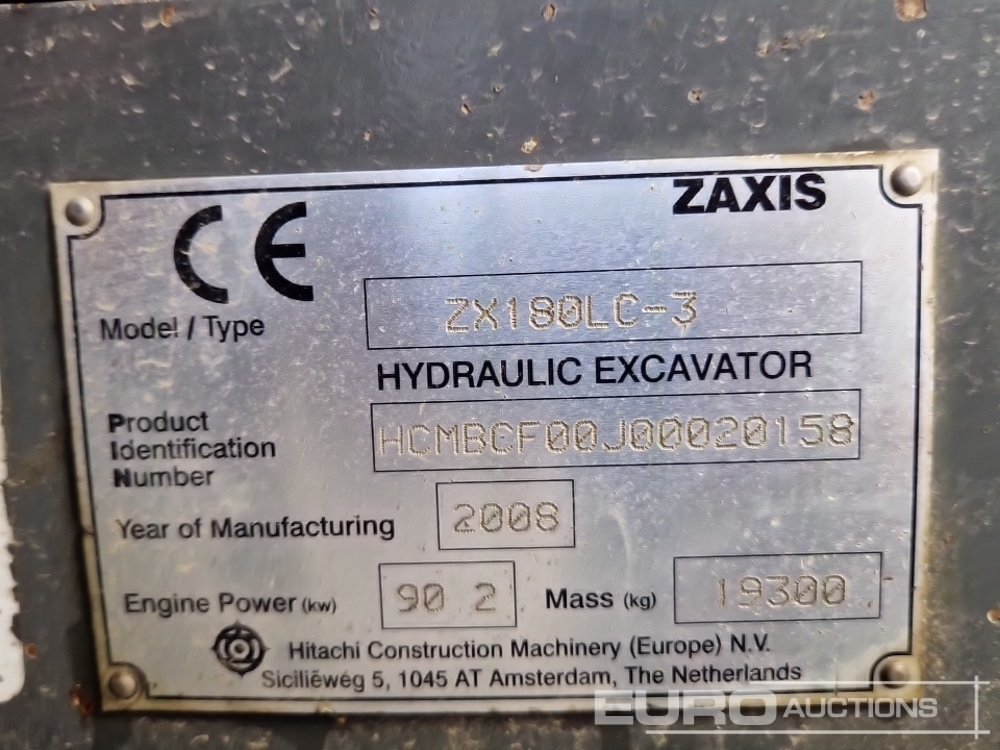 CE
ZAXIS
Model / Type ZX180LC-3
HYDRAULIC EXCAVATOR
Product
Identification
Number
HCMBCF00J00020158
Year of Manufacturing 2008
Engine Power (kw) 90 2 Mass (kg) 19300
Hitachi Construction Machinery (Europe) N.V.
Siciliëweg 5, 1045 AT Amsterdam, The Netherlands
EURO AUCTIONS